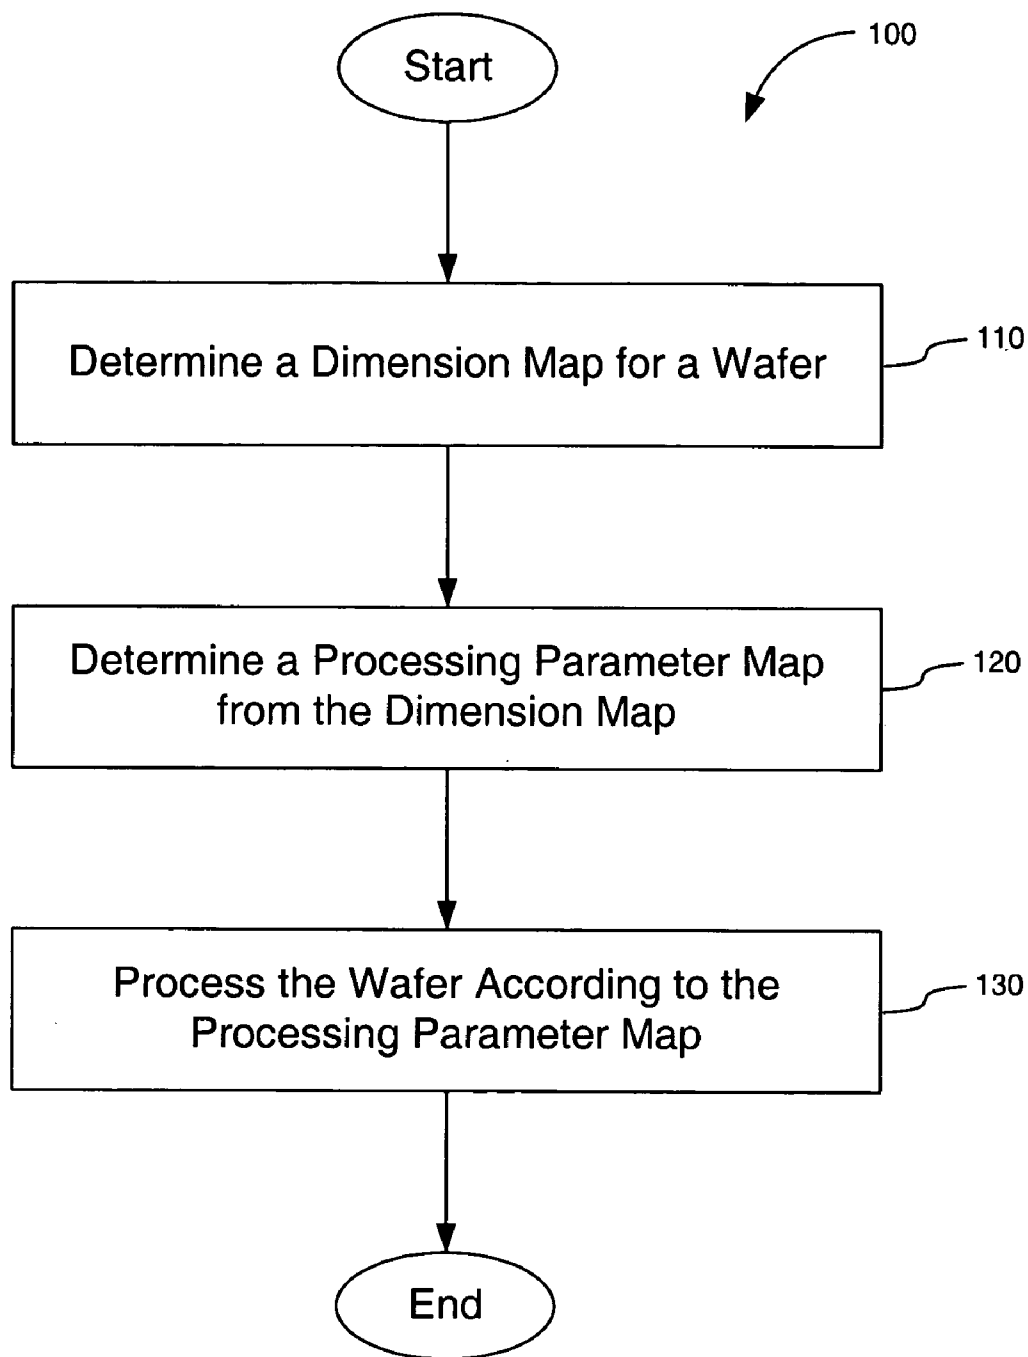 Start
100
Determine a Dimension Map for a Wafer
110
Determine a Processing Parameter Map
from the Dimension Map
120
Process the Wafer According to the
Processing Parameter Map
130
End